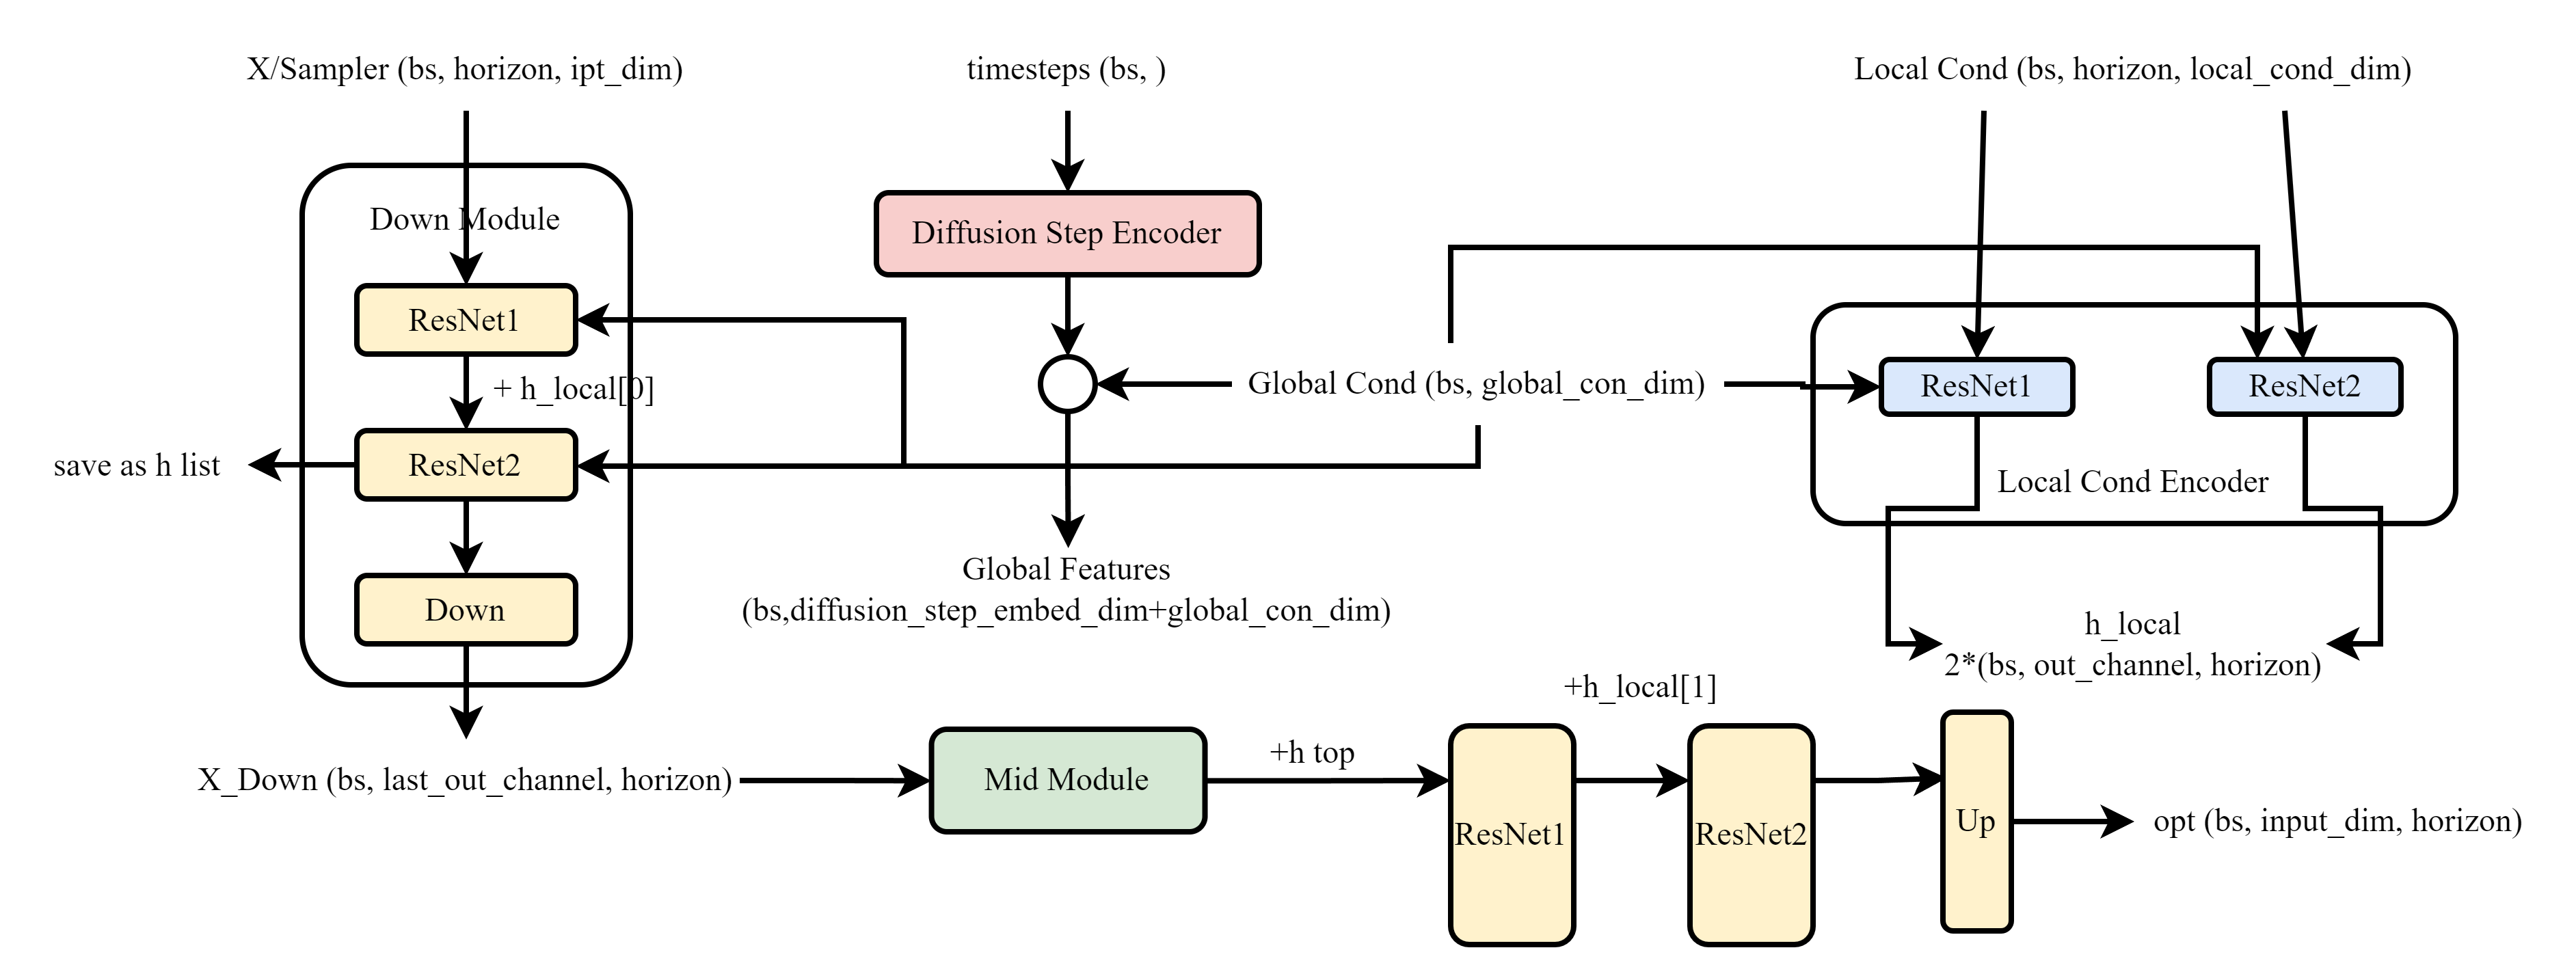 X/Sampler (bs, horizon, ipt_dim)
timesteps (bs, )
Local Cond (bs, horizon, local_cond_dim)
Down Module
Diffusion Step Encoder
ResNet1
+ h_local[0]
Global Cond (bs, global_con_dim)
ResNet1
ResNet2
save as h list
ResNet2
Local Cond Encoder
Down
Global Features
(bs,diffusion_step_embed_dim+global_con_dim)
h_local
2*(bs, out_channel, horizon)
X_Down (bs, last_out_channel, horizon)
Mid Module
+h top
+h_local[1]
ResNet1
ResNet2
Up
opt (bs, input_dim, horizon)